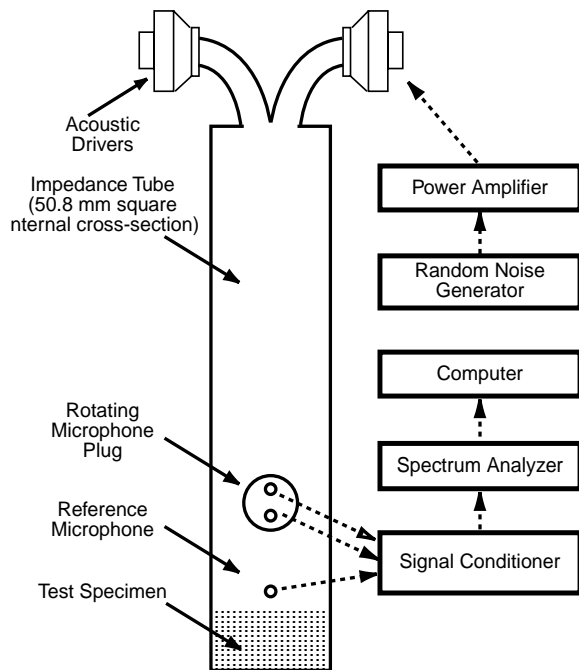 Acoustic
Drivers
Impedance Tube
(50.8 mm square
nternal cross-section)
Power Amplifier
Random Noise
Generator
Computer
Rotating
Microphone
Plug
Spectrum Analyzer
Reference
Microphone
Signal Conditioner
Test Specimen